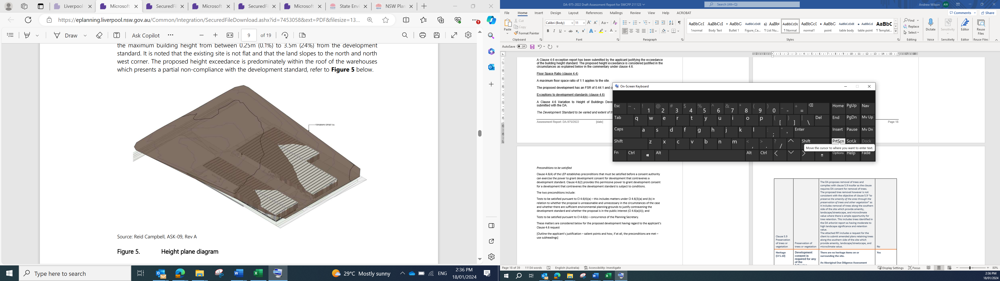 Liverpool
Microsoft
SecuredFi
Microsoft
SecuredFi
Microsoft
State Envi
NSW Plan
https://eplanning.liverpool.nsw.gov.au/Common/Integration/SecuredFileDownload.ashx?id=7453058&ext=PDF&filesize=13...
Draw
Ask Copilot
9 of 19
the maximum building height from between 0.25m (0.1%) to 3.5m (24%) from the development
standard. It is noted that the existing site is not flat and that the land slopes to the north and north
west corner. The proposed height exceedance is predominately within the roof of the warehouses
which presents a partial non-compliance with the development standard, refer to Figure 5 below.
TOPOGRAPHY OFFSET 15m
Source: Reid Campbell, ASK-09, Rev A
Figure 5. Height plane diagram
Type here to search
29°C Mostly sunny
ENG
2:36 PM
18/01/2024
DA-975-2022 Draft Assessment Report for SWCPP 211123
Search (Alt+Q)
Andrew Wilson AW
File Home Insert Design Layout References Mailings Review View Help ACROBAT
Comments Share
Paste
Cut
Copy
Format Painter
Clipboard
Calibri (Body) 11
Font
Paragraph
1normal Body Text Bullet 1 Figure_Ca... List Nu... Normal normal1 point table body table point Templat...
Styles
Find
Replace
Select
Editing
Dictate
Voice
Sensitivity
Sensitivity
Editor
Editor
Reuse Files
Reuse Files
AutoSave Off
A Clause 4.6 exception report has been submitted by the applicant justifying the exceedance
of the building height standard. The proposed height exceedance is considered justified in the
circumstances as explained below in the commentary under clause 4.6.
Floor Space Ratio (clause 4.4)
A maximum floor space ratio of 1:1 applies to the site.
The proposed development has an FSR of 0.44:1 and c
Exceptions to development standards (clause 4.6)
A Clause 4.6 Variation to Height of Buildings Deve
submitted with the DA.
The Development Standard to be varied and extent of th
Assessment Report: DA-975/2022 [date]
Page 18
On-Screen Keyboard
Esc ~ ` ! 1 @ 2 # 3 $ 4 % 5 ^ 6 & 7 * 8 ( 9 ) 0 _ - + = Home PgUp Nav
Tab q w e r t y u i o p { [ } ] | \ Del End PgDn Mv Up
Caps a s d f g h j k l : ; " ' Enter Insert Pause Mv Dn
Shift z x c v b n m < , > . ? / Shift PrtScn ScrLk Dock
Move the cursor to where you want to enter text.
Fn Ctrl Alt Alt Ctrl Options Help Fade
Preconditions to be satisfied
Clause 4.6(4) of the LEP establishes preconditions that must be satisfied before a consent authority
can exercise the power to grant development consent for development that contravenes a
development standard. Clause 4.6(2) provides this permissive power to grant development consent
for a development that contravenes the development standard is subject to conditions.
The two preconditions include:
Tests to be satisfied pursuant to Cl 4.6(4)(a) – this includes matters under Cl 4.6(3)(a) and (b) in
relation to whether the proposal is unreasonable and unnecessary in the circumstances of the case
and whether there are sufficient environmental planning grounds to justify contravening the
development standard and whether the proposal is in the public interest (Cl 4.6(a)(ii)); and
Tests to be satisfied pursuant to Cl 4.6(b) – concurrence of the Planning Secretary.
These matters are considered below for the proposed development having regard to the applicant's
Clause 4.6 request
[Outline the applicant's justification – salient points and how, if at all, the preconditions are met –
use subheadings]
Clause 5.9
Preservation
of trees or
vegetation
Preservation of
trees or vegetation
The DA proposes removal of trees and
complies with clause 5.9 insofar as the clause
requires DA consent for removal of trees.
The proposed tree removal however is not
consistent with the objective of clause 5.9 "to
preserve the amenity of the area through the
preservation of trees and other vegetation" as
it includes removal of trees along the southern
side of the site which provide amenity,
landscape/streetscape, and microclimate
value where there is ample opportunity for
tree retention. This includes trees identified in
the DA arborist report as having moderate to
high landscape significance and retention
value.
The attached RFI includes a request for the
client to submit amended plans retaining trees
along the southern side of the site which
provide amenity, landscape/streetscape, and
microclimate value.
No
Heritage
(Cl 5.10)
Development
consent is
required for any
of the
There are no heritage items on or
surrounding the site.
An Aboriginal Due Diligence Assessment
Yes
Page 18 of 39 11134 words English (Australia) Accessibility: Investigate
Display Settings Focus 80%
2:36 PM
18/01/2024